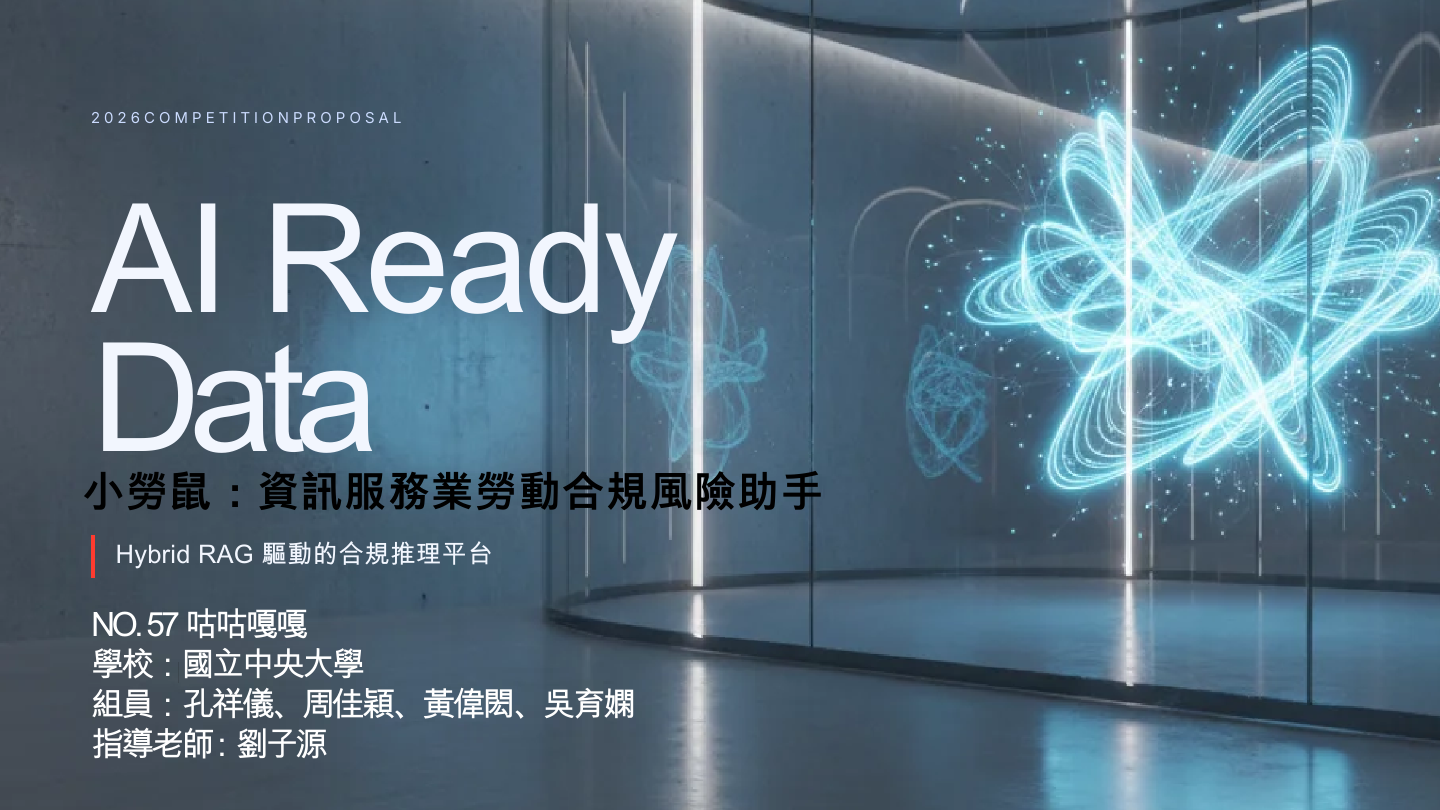 2026COMPETITIONPROPOSAL
AI Ready
Data
小勞鼠：資訊服務業勞動合規風險助手
Hybrid RAG 驅動的合規推理平台
NO. 57 咕咕嘎嘎
學校：國立中央大學
組員：孔祥儀、周佳穎、黃偉閎、吳育嫻
指導老師：劉子源